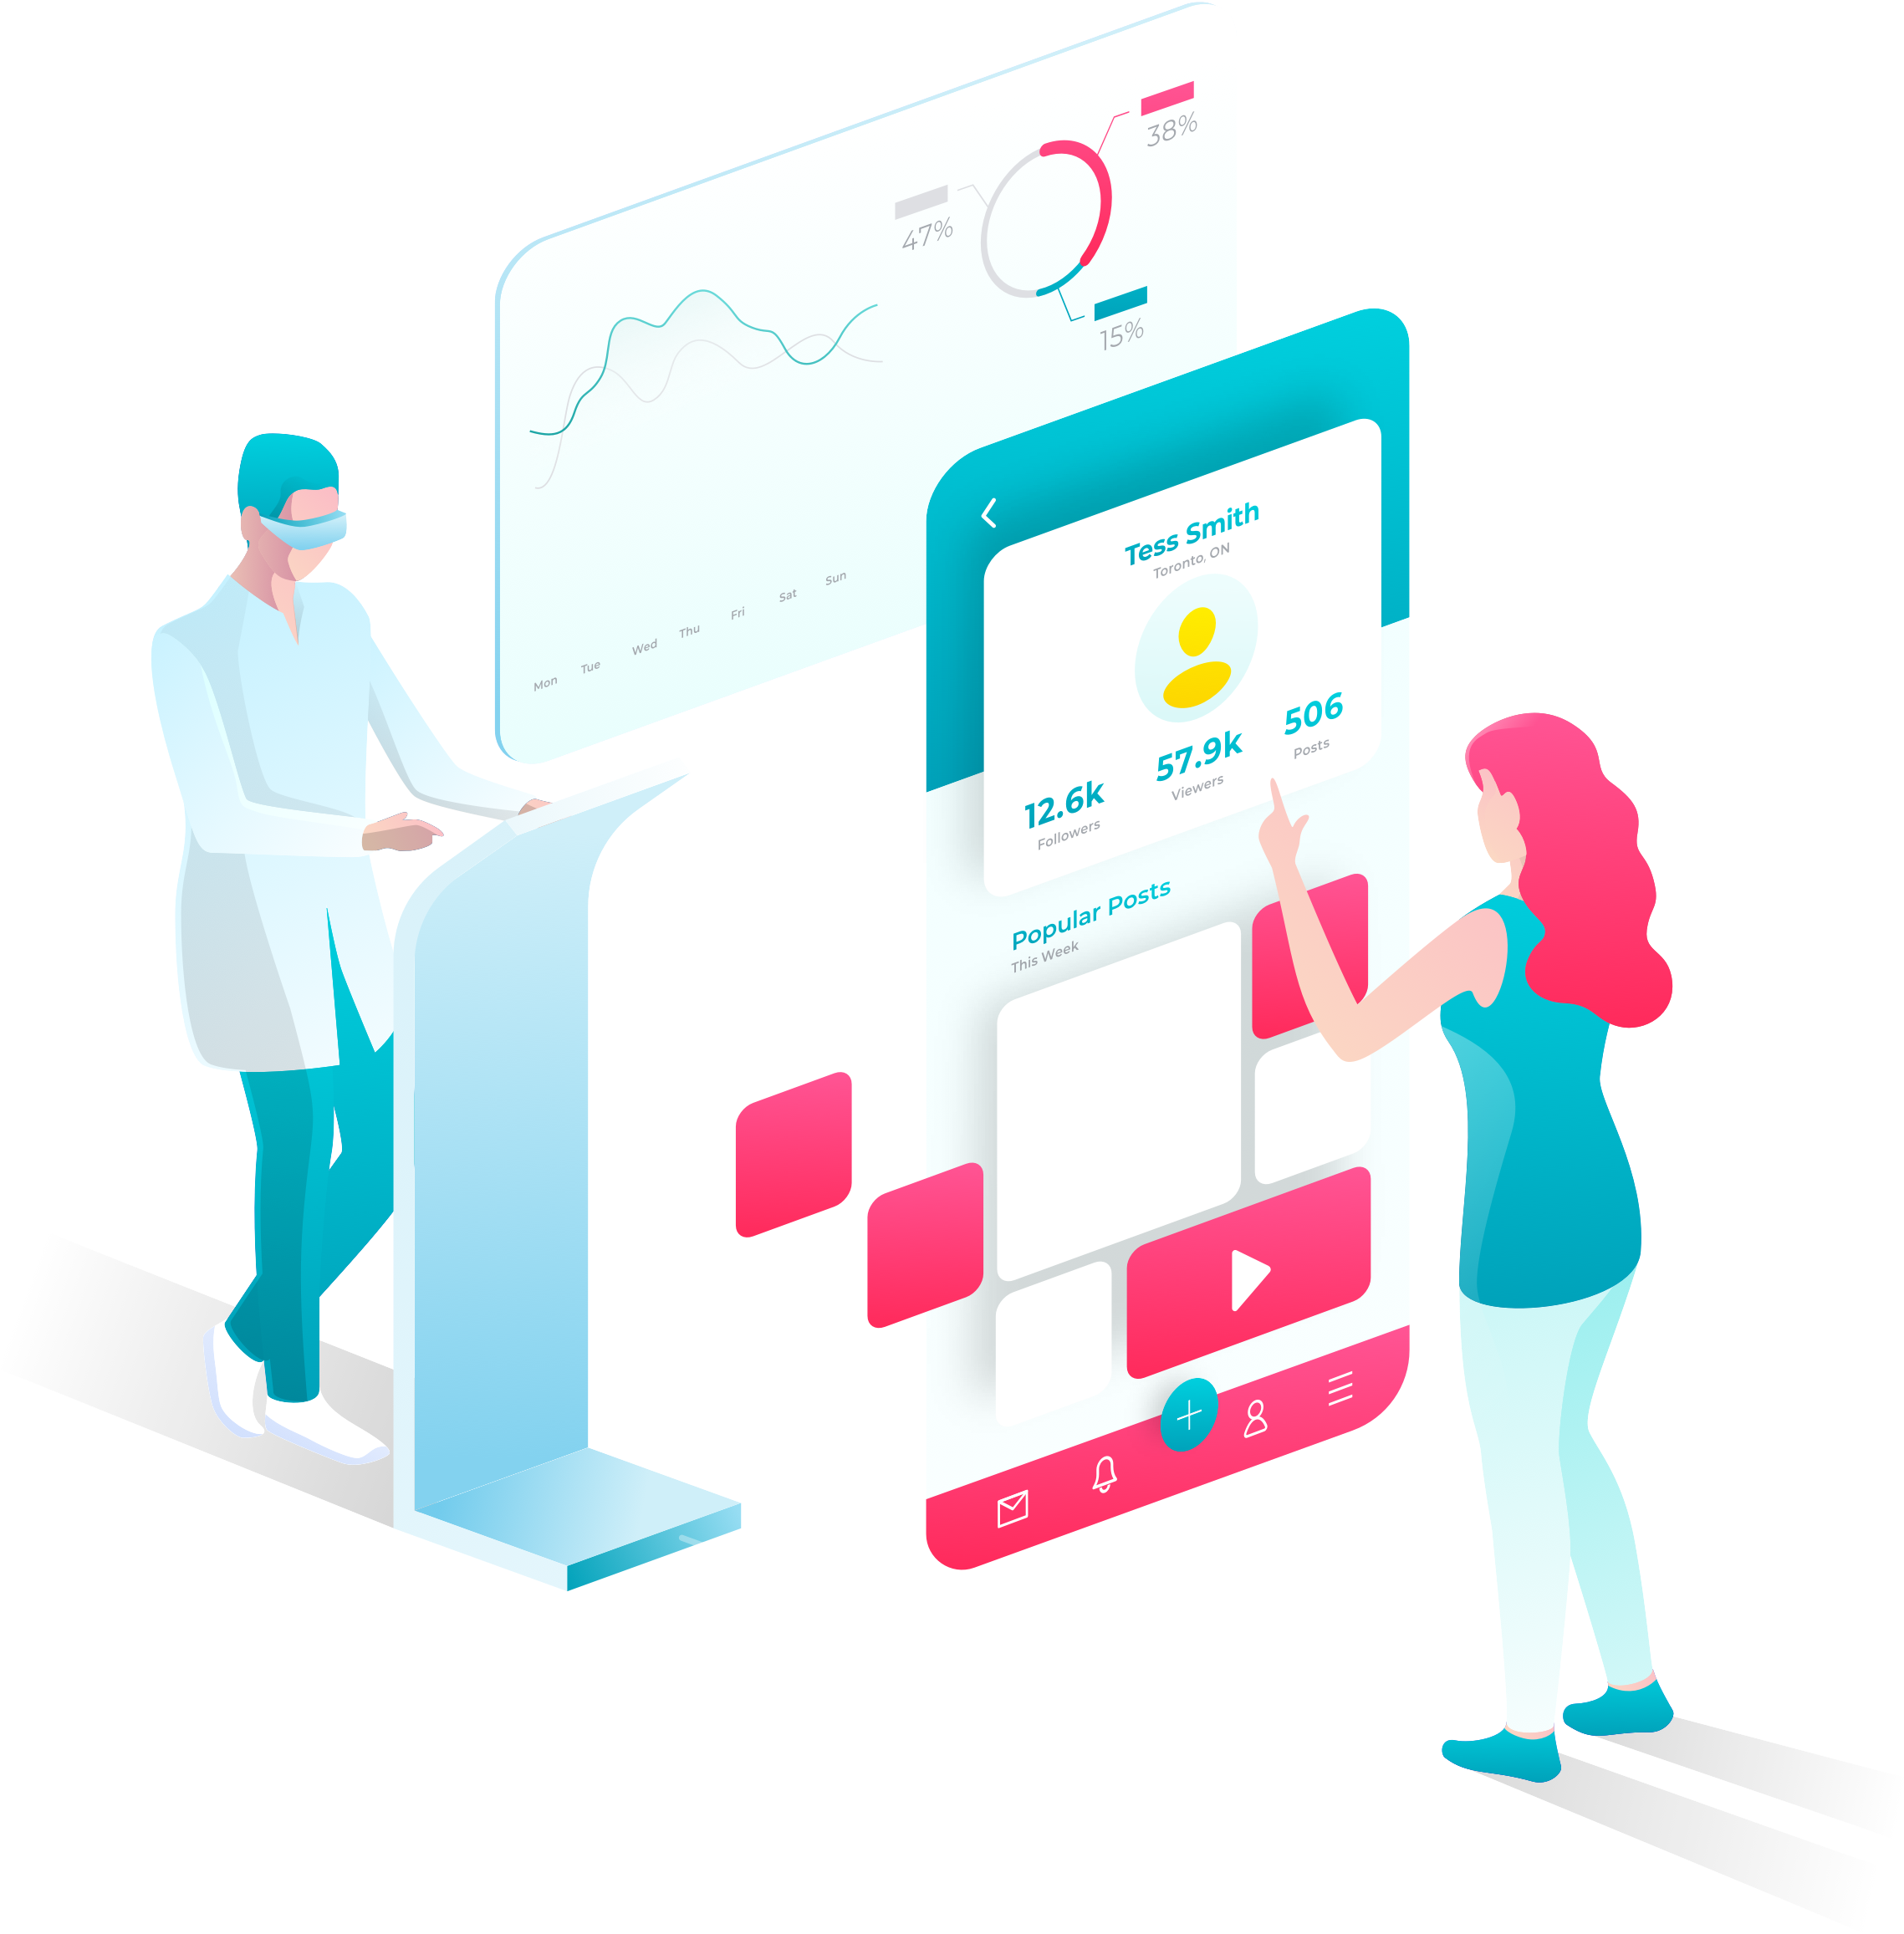 38%
47%
15%
Mon
Tue
Wed
Thu
Fri
Sat
Sun
Tess Smith
Toronto, ON
12.6k
Followers
57.9k
Viewers
506
Posts
Popular Posts
This Week